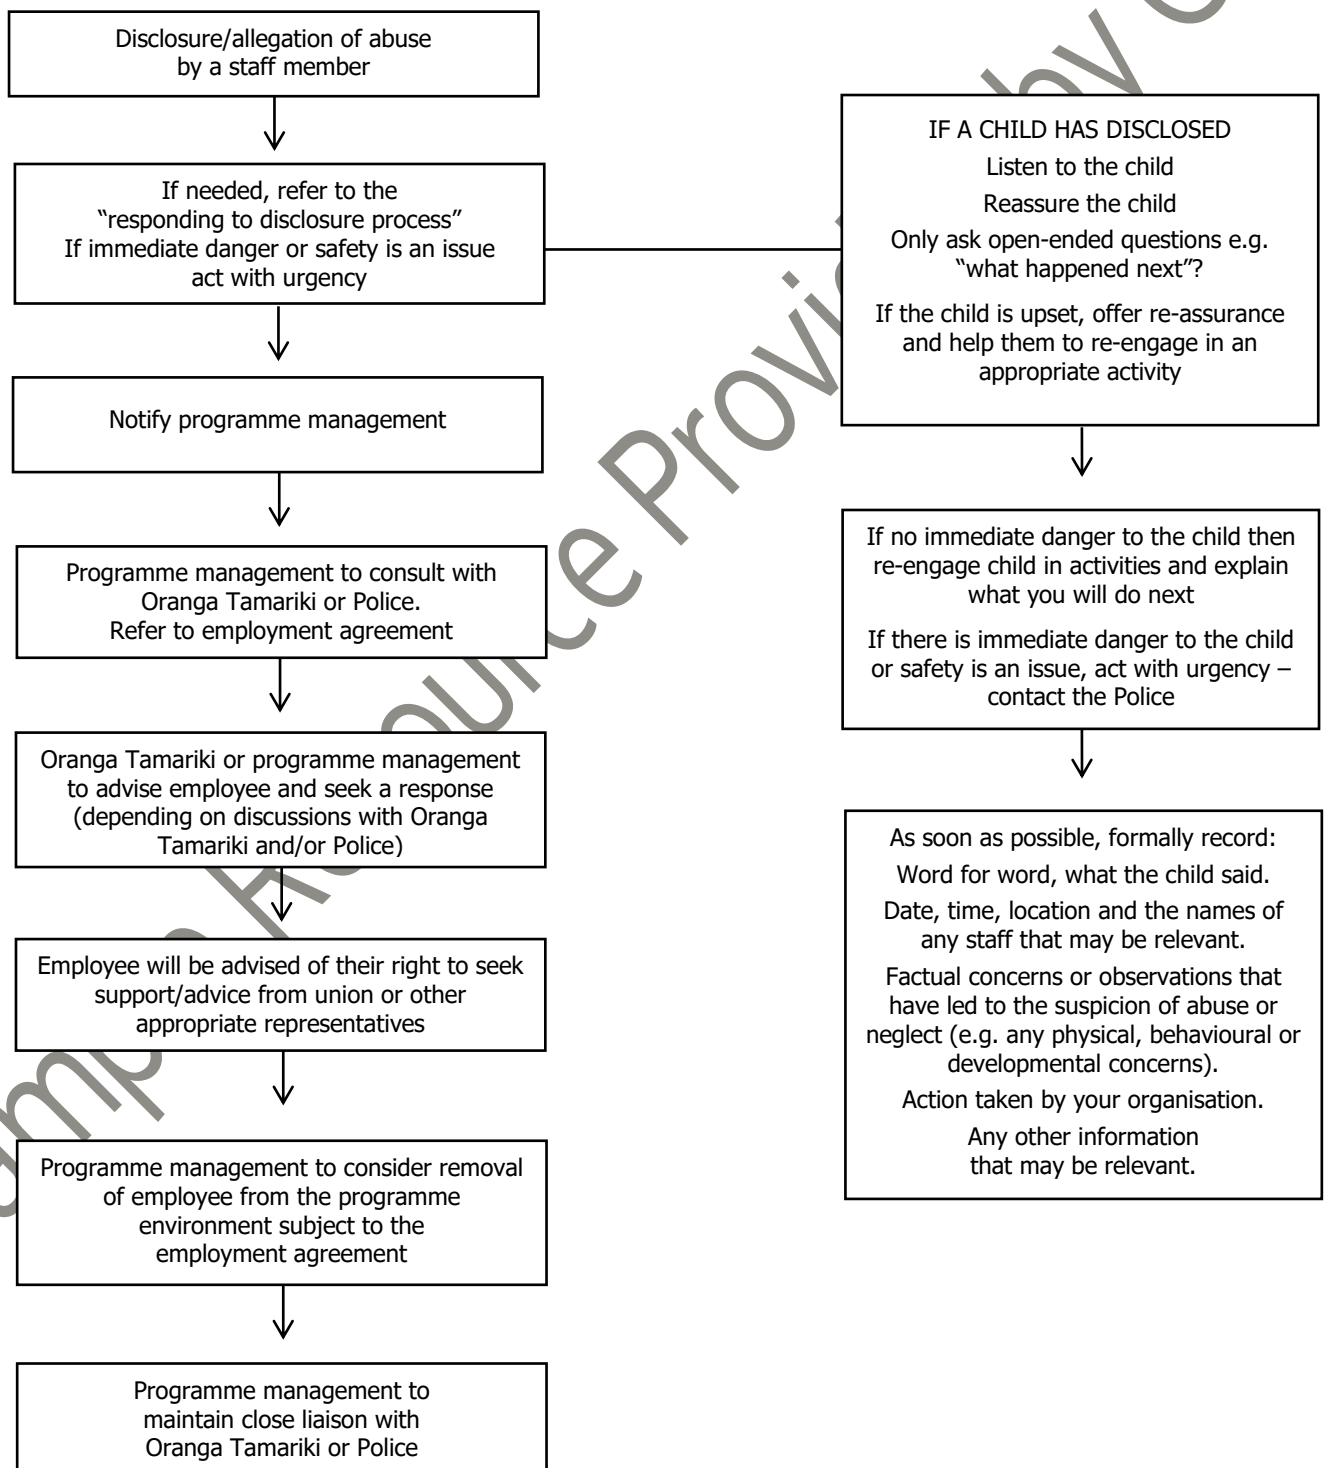 Disclosure/allegation of abuse
by a staff member
If needed, refer to the
“responding to disclosure process”
If immediate danger or safety is an issue
act with urgency
Notify programme management
Programme management to consult with
Oranga Tamariki or Police.
Refer to employment agreement
Oranga Tamariki or programme management
to advise employee and seek a response
(depending on discussions with Oranga
Tamariki and/or Police)
Employee will be advised of their right to seek
support/advice from union or other
appropriate representatives
Programme management to consider removal
of employee from the programme
environment subject to the
employment agreement
Programme management to
maintain close liaison with
Oranga Tamariki or Police
IF A CHILD HAS DISCLOSED
Listen to the child
Reassure the child
Only ask open-ended questions e.g.
“what happened next”?
If the child is upset, offer re-assurance
and help them to re-engage in an
appropriate activity
If no immediate danger to the child then
re-engage child in activities and explain
what you will do next
If there is immediate danger to the child
or safety is an issue, act with urgency –
contact the Police
As soon as possible, formally record:
Word for word, what the child said.
Date, time, location and the names of
any staff that may be relevant.
Factual concerns or observations that
have led to the suspicion of abuse or
neglect (e.g. any physical, behavioural or
developmental concerns).
Action taken by your organisation.
Any other information
that may be relevant.